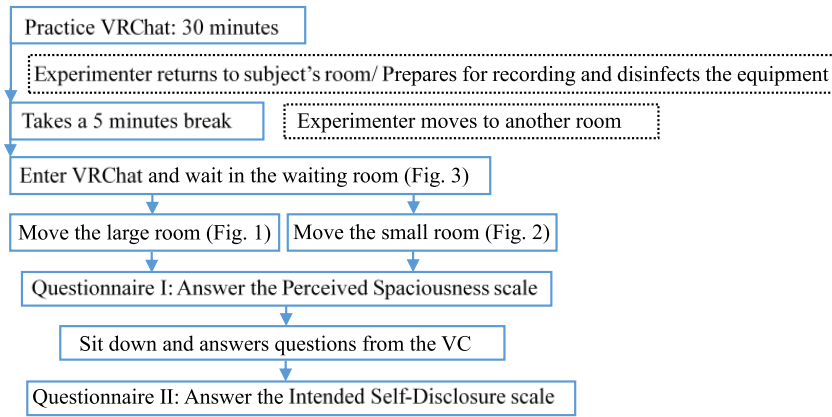 Practice VRChat: 30 minutes
Experimenter returns to subject's room/ Prepares for recording and disinfects the equipment
Takes a 5 minutes break
Experimenter moves to another room
Enter VRChat and wait in the waiting room (Fig. 3)
Move the large room (Fig. 1)
Move the small room (Fig. 2)
Questionnaire I: Answer the Perceived Spaciousness scale
Sit down and answers questions from the VC
Questionnaire II: Answer the Intended Self-Disclosure scale